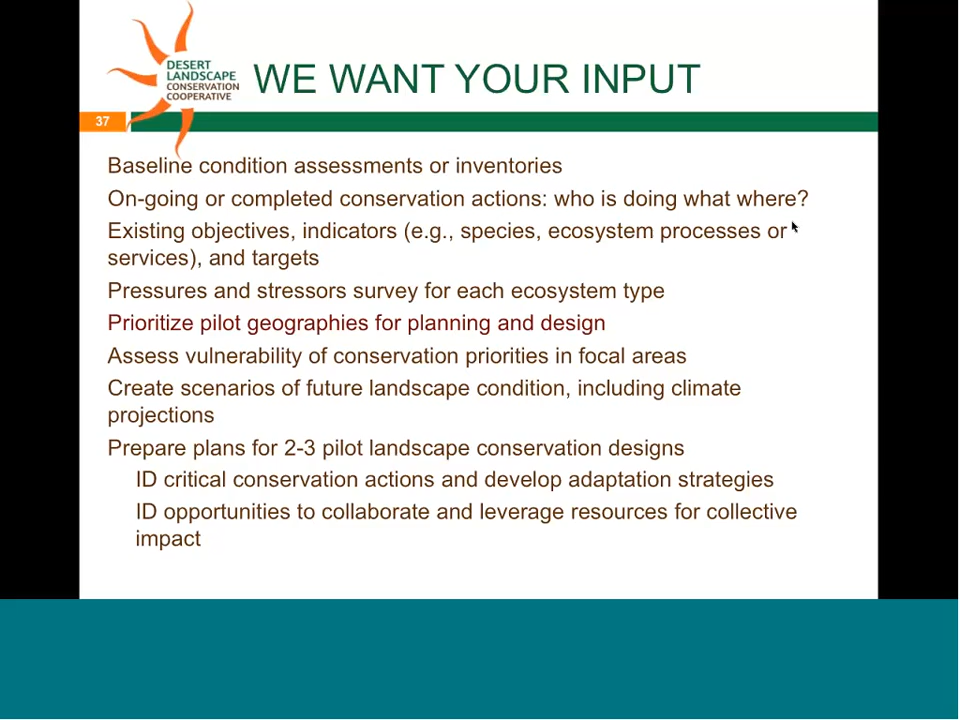 DESERT
LANDSCAPE
CONSERVATION
COOPERATIVE
WE WANT YOUR INPUT
37
Baseline condition assessments or inventories
On-going or completed conservation actions: who is doing what where?
Existing objectives, indicators (e.g., species, ecosystem processes or
services), and targets
Pressures and stressors survey for each ecosystem type
Prioritize pilot geographies for planning and design
Assess vulnerability of conservation priorities in focal areas
Create scenarios of future landscape condition, including climate
projections
Prepare plans for 2-3 pilot landscape conservation designs
ID critical conservation actions and develop adaptation strategies
ID opportunities to collaborate and leverage resources for collective
impact